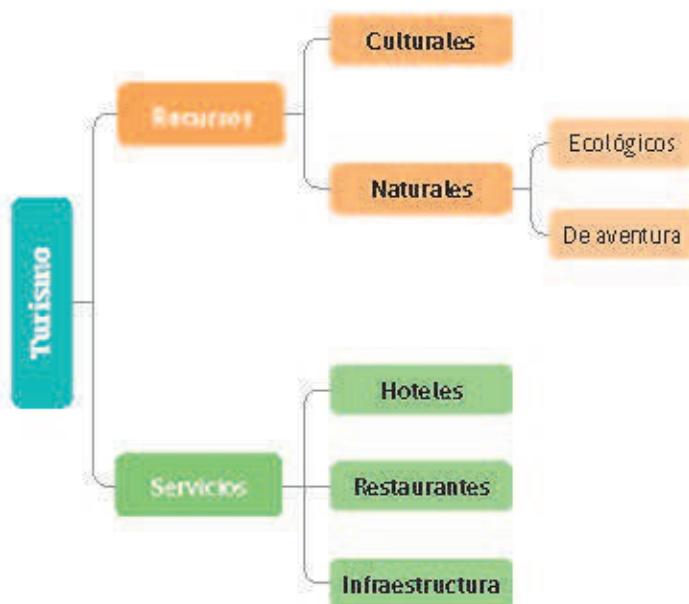 Turismo
Recursos
Culturales
Naturales
Ecológicos
De aventura
Servicios
Hoteles
Restaurantes
Infraestructura